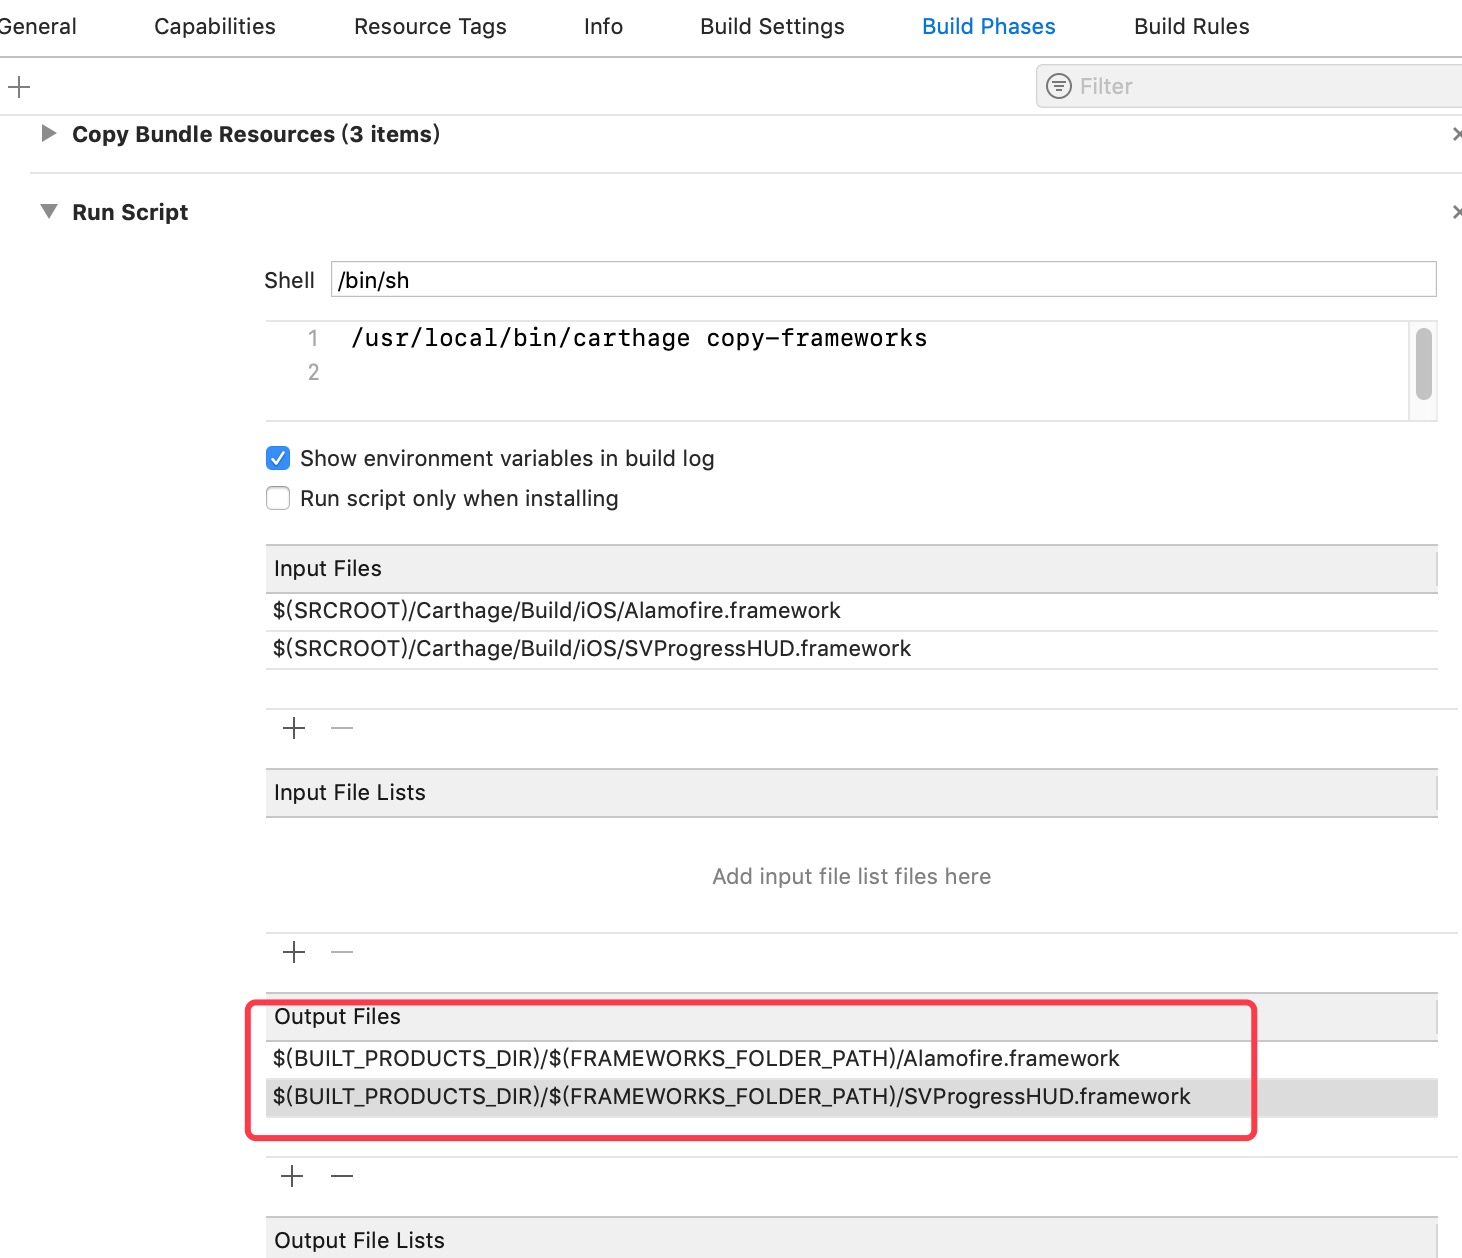 General Capabilities Resource Tags Info Build Settings Build Phases Build Rules
Filter
Copy Bundle Resources (3 items)
Run Script
Shell /bin/sh
1 /usr/local/bin/carthage copy-frameworks
2
Show environment variables in build log
Run script only when installing
Input Files
$(SRCROOT)/Carthage/Build/iOS/Alamofire.framework
$(SRCROOT)/Carthage/Build/iOS/SVProgressHUD.framework
Input File Lists
Add input file list files here
Output Files
$(BUILT_PRODUCTS_DIR)/$(FRAMEWORKS_FOLDER_PATH)/Alamofire.framework
$(BUILT_PRODUCTS_DIR)/$(FRAMEWORKS_FOLDER_PATH)/SVProgressHUD.framework
Output File Lists